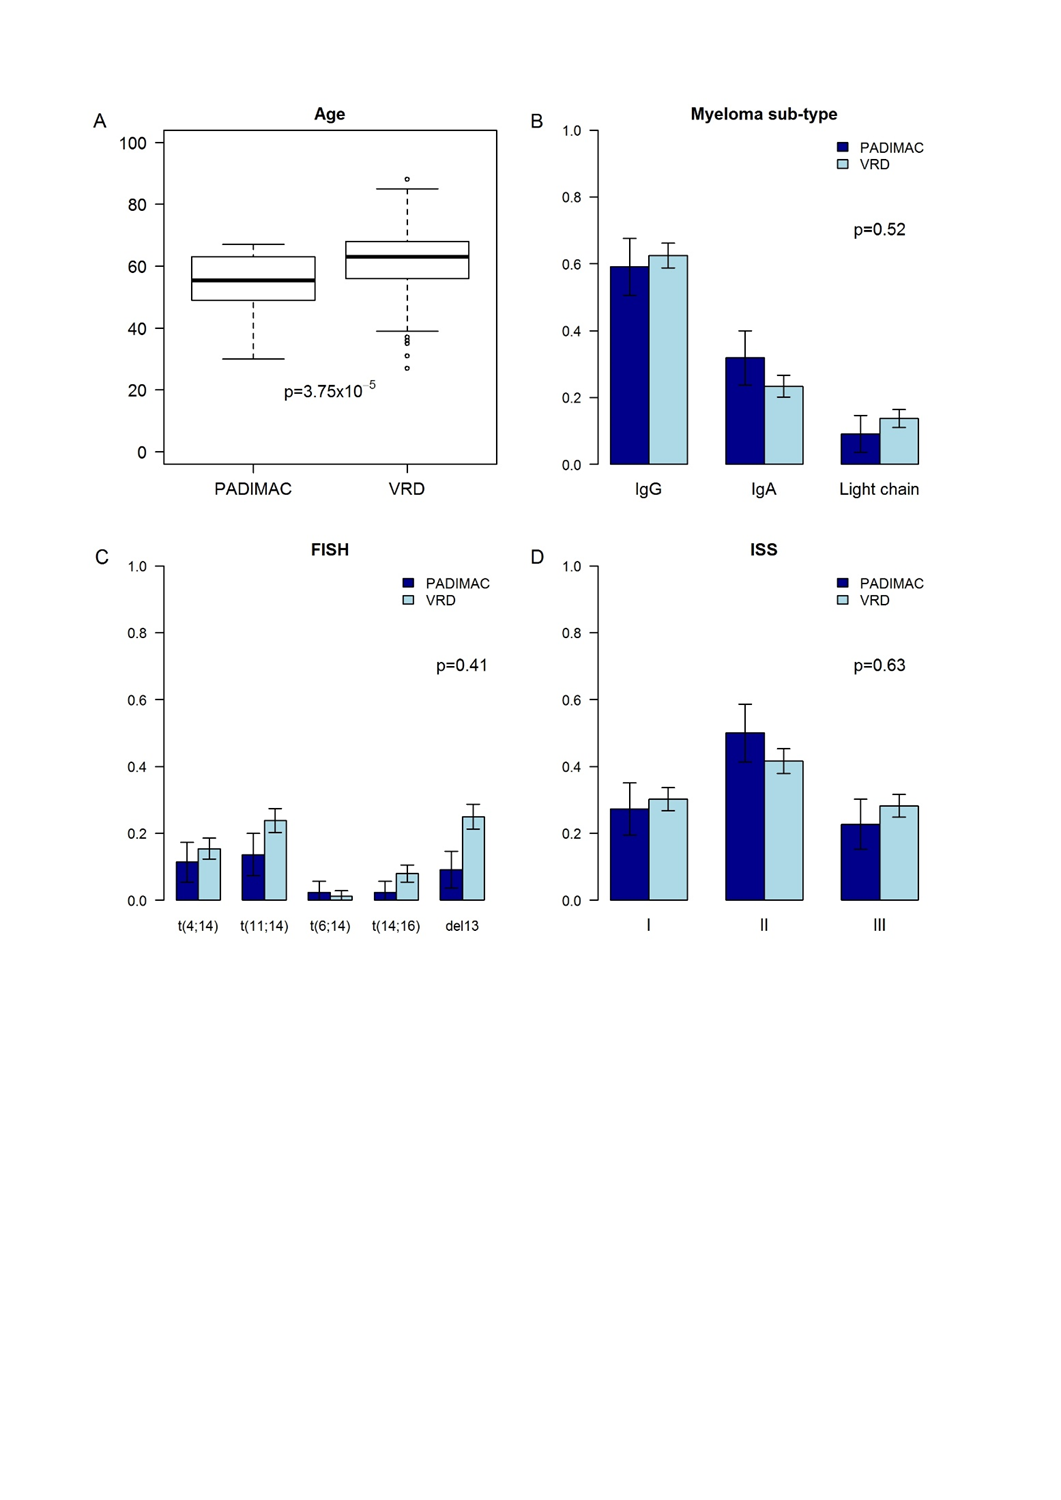 A
Age
100
80
60
40
20
0
p=3.75x10⁻⁵
PADIMAC
VRD
B
Myeloma sub-type
1.0
0.8
0.6
0.4
0.2
0.0
PADIMAC
VRD
p=0.52
IgG
IgA
Light chain
C
FISH
1.0
0.8
0.6
0.4
0.2
0.0
PADIMAC
VRD
p=0.41
t(4;14)
t(11;14)
t(6;14)
t(14;16)
del13
D
ISS
1.0
0.8
0.6
0.4
0.2
0.0
PADIMAC
VRD
p=0.63
I
II
III